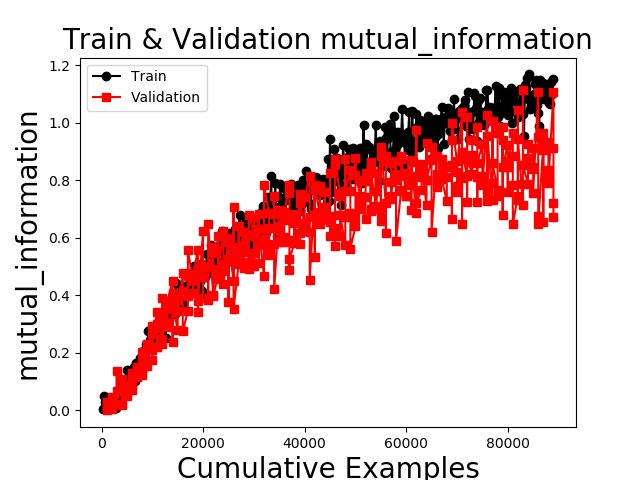 Train & Validation mutual_information
Train
Validation
mutual_information
1.2
1.0
0.8
0.6
0.4
0.2
0.0
0
20000
40000
60000
80000
Cumulative Examples